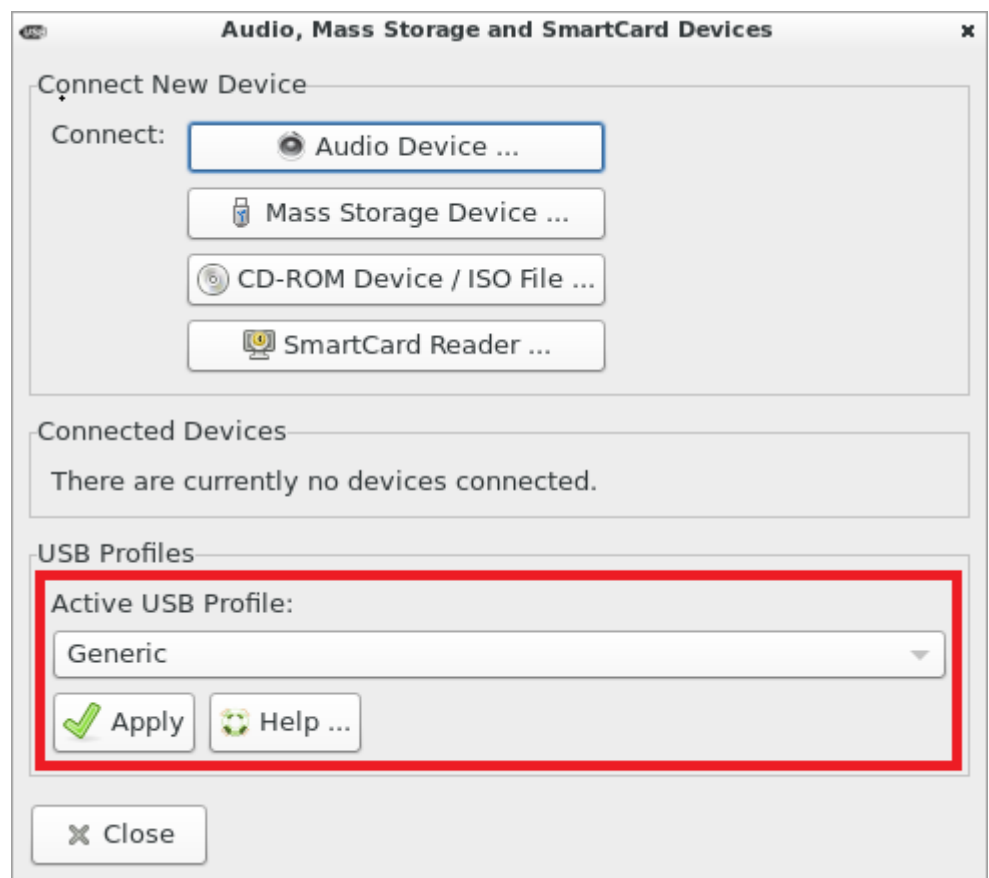 Audio, Mass Storage and SmartCard Devices
Connect New Device
Connect:
Audio Device ...
Mass Storage Device ...
CD-ROM Device / ISO File ...
SmartCard Reader ...
Connected Devices
There are currently no devices connected.
USB Profiles
Active USB Profile:
Generic
Apply
Help ...
Close